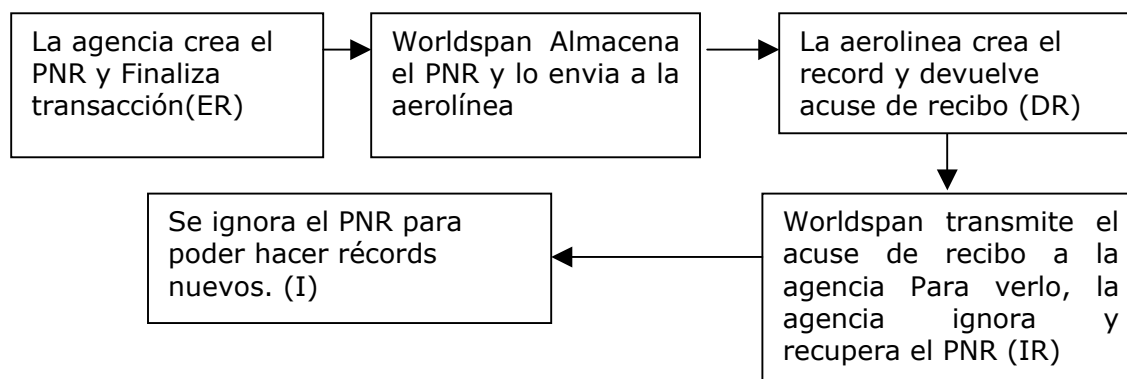 La agencia crea el
PNR y Finaliza
transacción(ER)
Worldspan Almacena
el PNR y lo envia a la
aerolínea
La aerolinea crea el
record y devuelve
acuse de recibo (DR)
Worldspan transmite el
acuse de recibo a la
agencia Para verlo, la
agencia ignora y
recupera el PNR (IR)
Se ignora el PNR para
poder hacer récords
nuevos. (I)